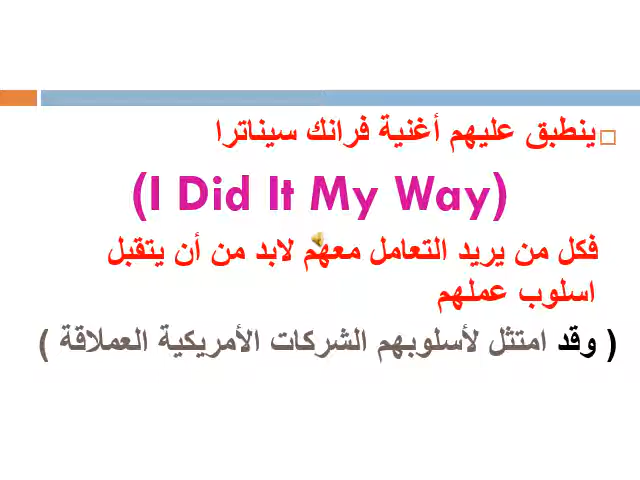 ينطبق عليهم أغنية فرانك سيناترا
(I Did It My Way)
فكل من يريد التعامل معهم لابد من أن يتقبل
اسلوب عملهم
( وقد امتثل لأسلوبهم الشركات الأمريكية العملاقة )